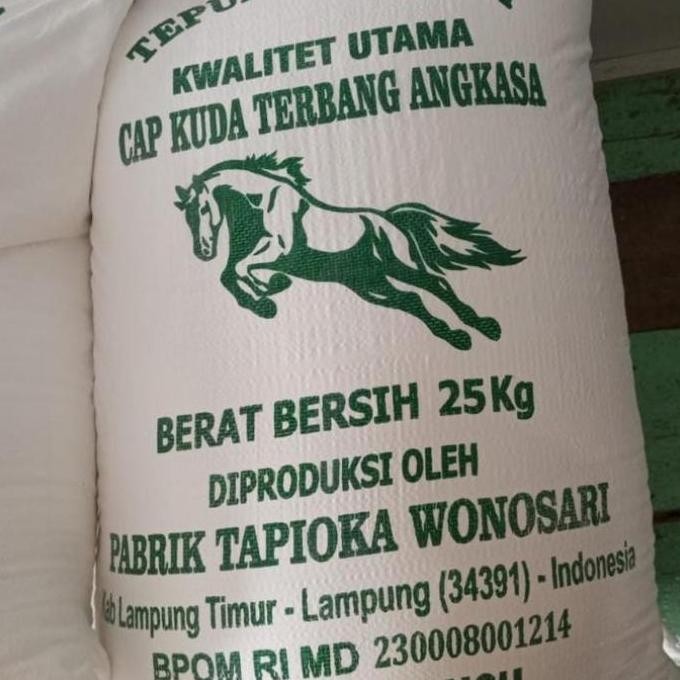 KWALITET UTAMA
CAP KUDA TERBANG ANGKASA
BERAT BERSIH 25Kg
DIPRODUKSI OLEH
PABRIK TAPIOKA WONOSARI
Kab Lampung Timur - Lampung (34391) - Indonesia
BPOM RI MD 230008001214